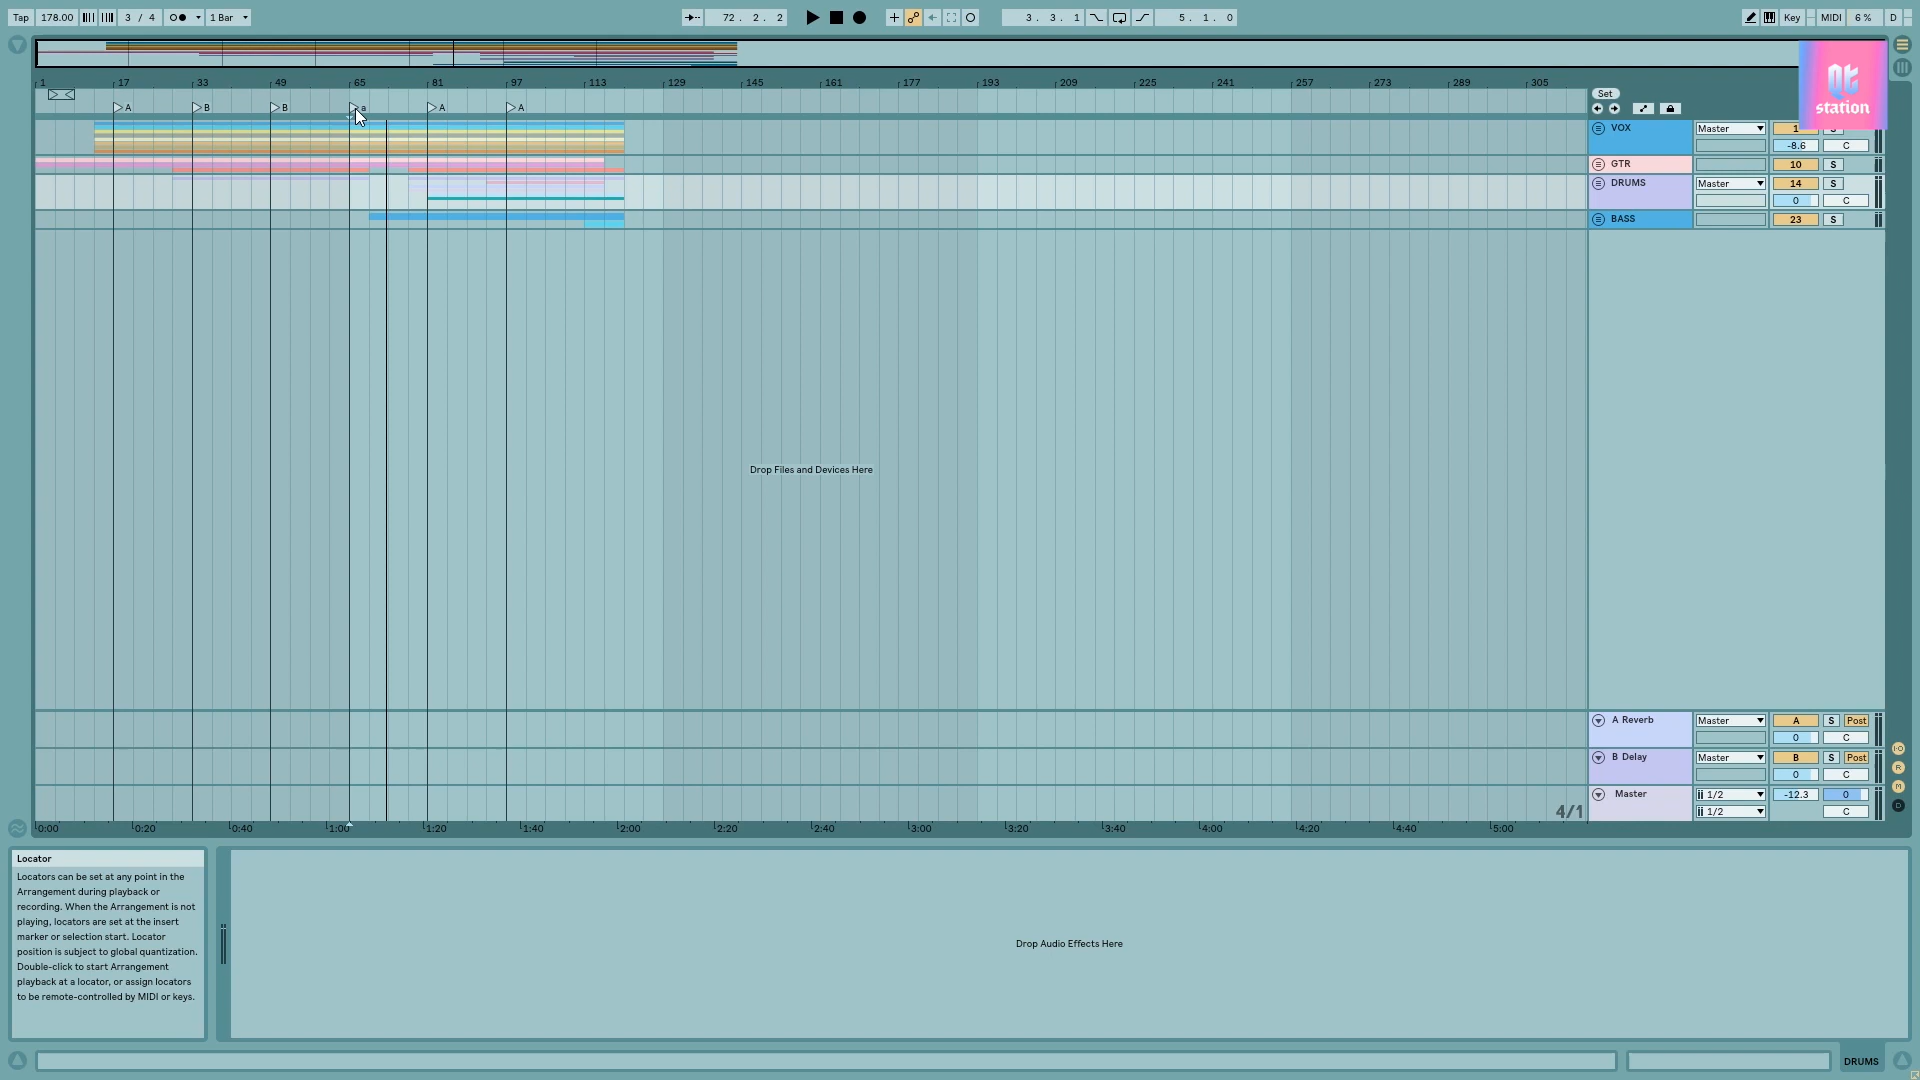 Tap 178.00 3 / 4 1 Bar 72 . 2 . 2 3 . 3 . 1 5 . 1 . 0 Key MIDI 6 % D
1 17 33 49 65 81 97 113 129 145 161 177 193 209 225 241 257 273 289 305
Qt
station
Set
A B B a A A
VOX Master 1 S
-8.6 C
GTR 10 S
DRUMS Master 14 S
0 C
BASS 23 S
Drop Files and Devices Here
A Reverb Master A S Post
0 C
B Delay Master B S Post
0 C
Master 1/2 -12.3 0
4/1 1/2 C
0:00 0:20 0:40 1:00 1:20 1:40 2:00 2:20 2:40 3:00 3:20 3:40 4:00 4:20 4:40 5:00
I·O
R
M
D
Locator
Locators can be set at any point in the
Arrangement during playback or
recording. When the Arrangement is not
playing, locators are set at the insert
marker or selection start. Locator
position is subject to global quantization.
Double-click to start Arrangement
playback at a locator, or assign locators
to be remote-controlled by MIDI or keys.
Drop Audio Effects Here
DRUMS